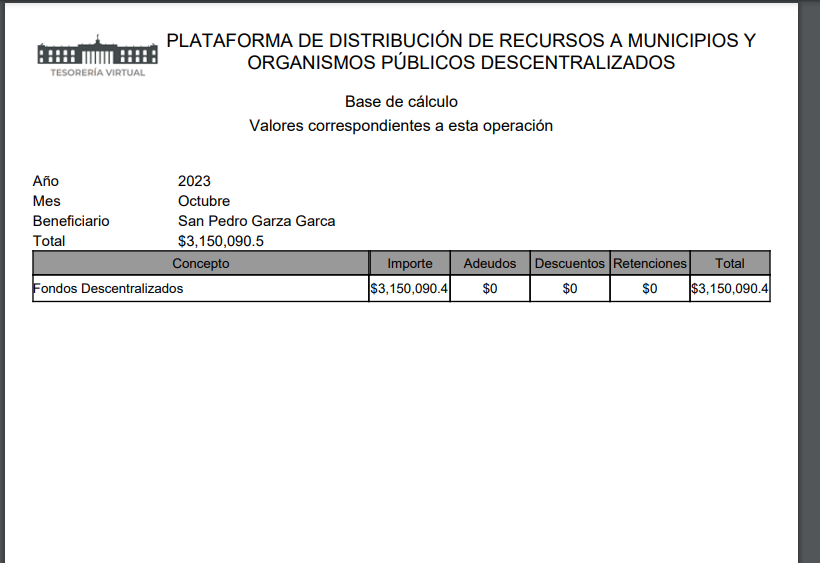 PLATAFORMA DE DISTRIBUCIÓN DE RECURSOS A MUNICIPIOS Y
ORGANISMOS PÚBLICOS DESCENTRALIZADOS
TESORERÍA VIRTUAL
Base de cálculo
Valores correspondientes a esta operación
Año 2023
Mes Octubre
Beneficiario San Pedro Garza Garca
Total $3,150,090.5
Concepto Importe Adeudos Descuentos Retenciones Total
Fondos Descentralizados $3,150,090.4 $0 $0 $0 $3,150,090.4